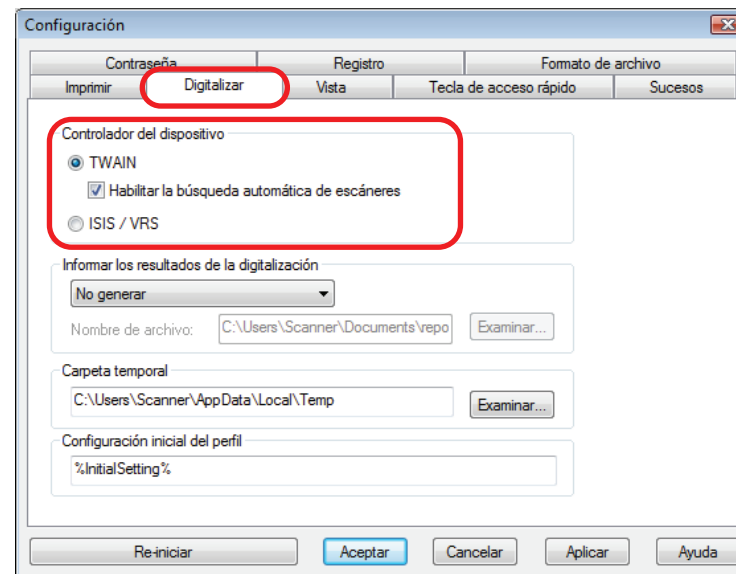 Configuración
Contraseña Registro Formato de archivo
Imprimir Digitalizar Vista Tecla de acceso rápido Sucesos
Controlador del dispositivo
TWAIN
Habilitar la búsqueda automática de escáneres
ISIS / VRS
Informar los resultados de la digitalización
No generar
Nombre de archivo: C:\Users\Scanner\Documents\repo Examinar...
Carpeta temporal
C:\Users\Scanner\AppData\Local\Temp Examinar...
Configuración inicial del perfil
%InitialSetting%
Re-iniciar Aceptar Cancelar Aplicar Ayuda